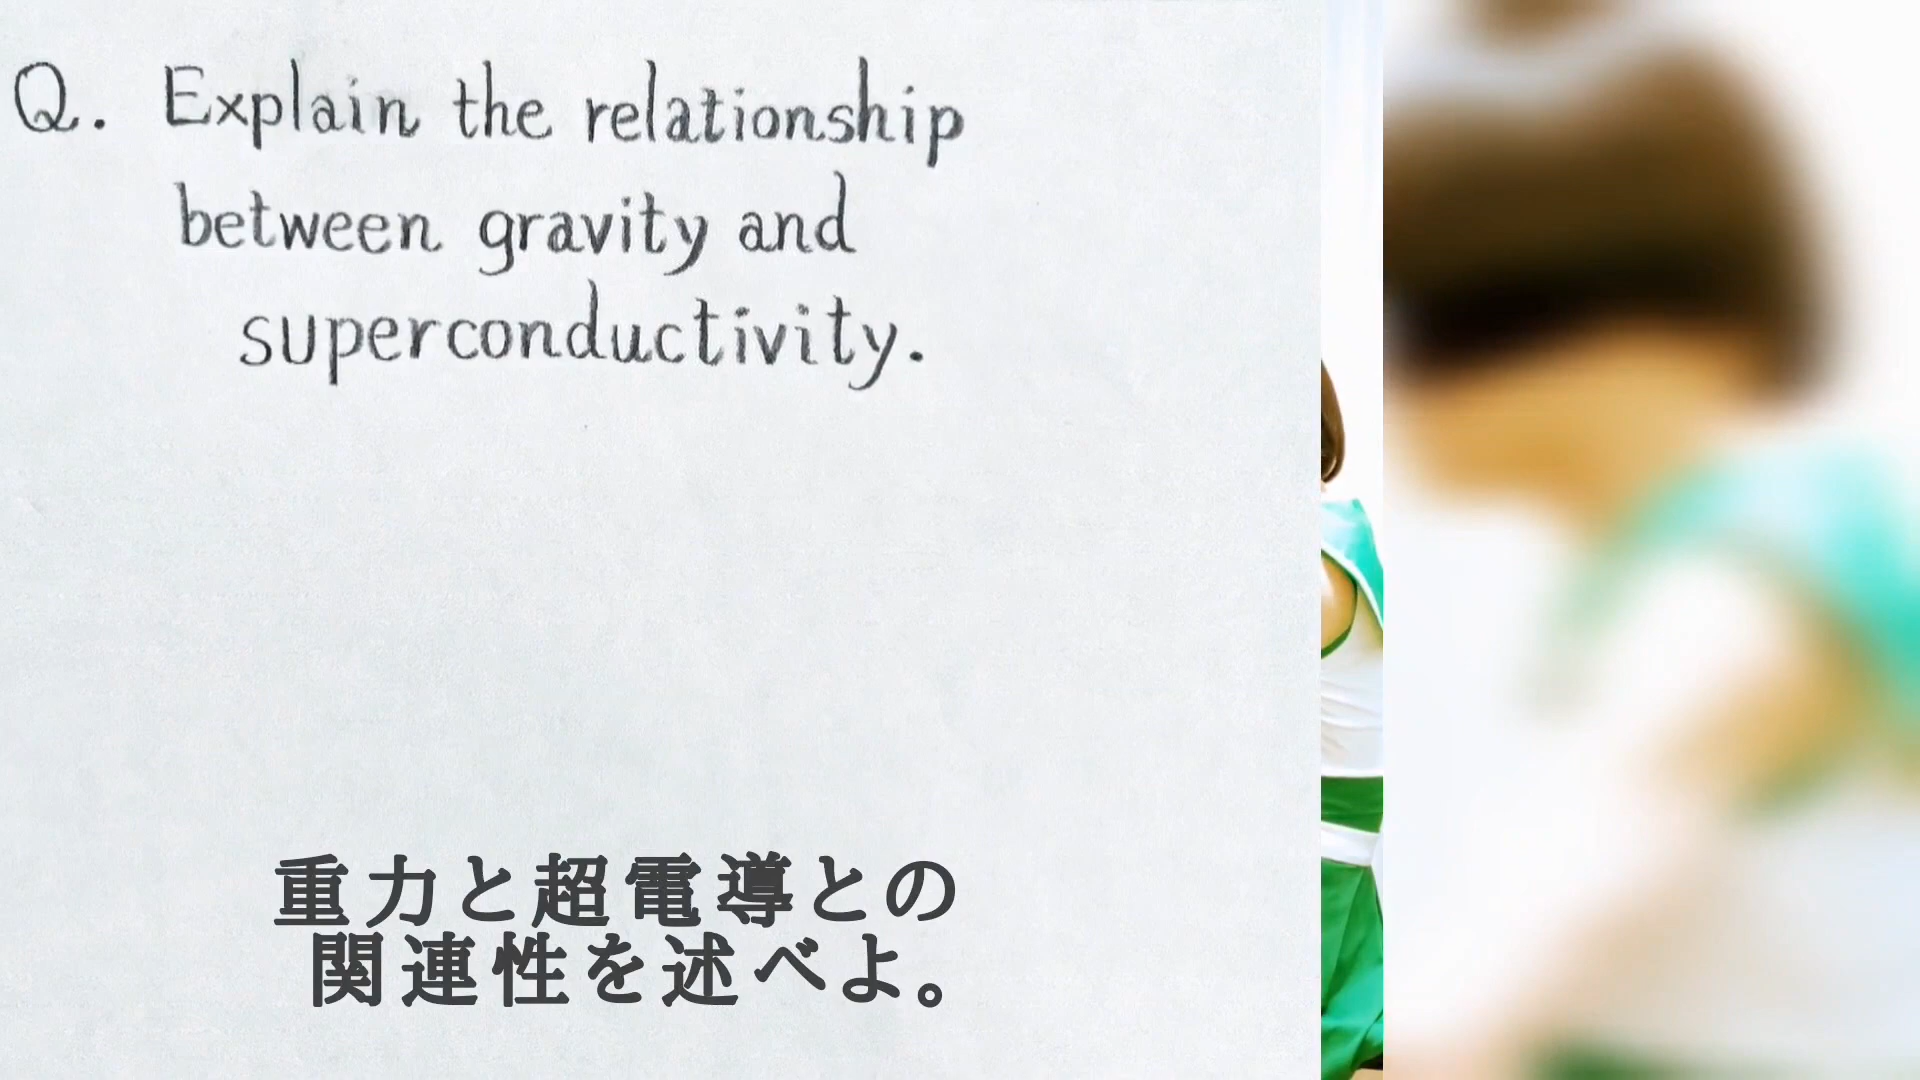 Q. Explain the relationship
between gravity and
superconductivity.
重力と超電導との
関連性を述べよ。